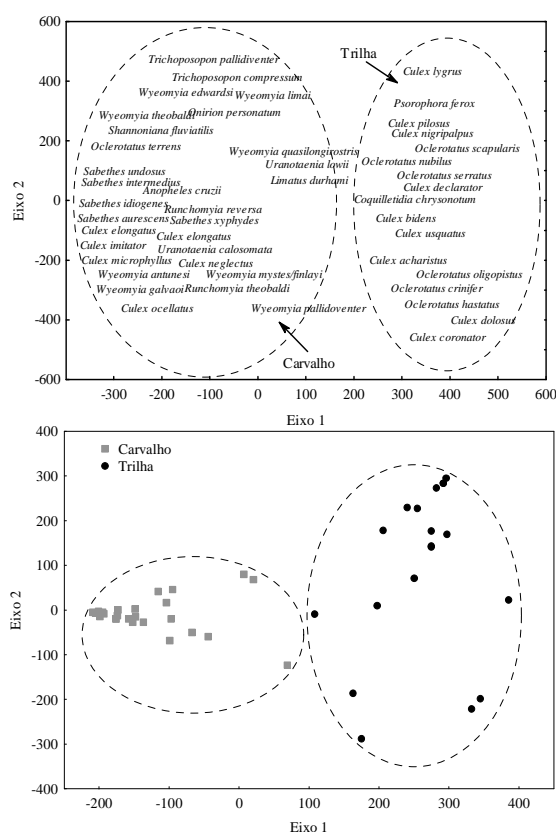 600
400
200
0
-200
-400
-600
Eixo 2
Trichoposopon pallidiventer
Trichoposopon compressum
Wyeomyia edwardsi
Wyeomyia limai
Wyeomyia theobaldi
Onirion personatum
Shannoniana fluviatilis
Oclerotatus terrens
Wyeomyia quasilongirostris
Uranotaenia lowii
Sabethes undosus
Limatus durhami
Sabethes intermedius
Anopheles cruzii
Sabethes idiogenes
Runchomyia reversa
Sabethes aurescens
Sabethes xyphydes
Culex elongatus
Culex elongatus
Culex imitator
Uranotaenia calosomata
Culex microphyllus
Culex neglectus
Wyeomyia antunesi
Wyeomyia mystes/finlayi
Wyeomyia galvaoi
Runchomyia theobaldi
Culex ocellatus
Wyeomyia pallidoventer
Carvalho
Trilha
Culex lygrus
Psorophora ferox
Culex pilosus
Culex nigripalpus
Oclerotatus scapularis
Oclerotatus nubilus
Oclerotatus serratus
Culex declarator
Coquilletidia chrysonotum
Culex bidens
Culex usquatus
Culex acharistus
Oclerotatus oligopistus
Oclerotatus crinifer
Oclerotatus hastatus
Culex dolosus
Culex coronator
-300 -200 -100 0 100 200 300 400 500 600
Eixo 1
400
300
200
100
0
-100
-200
-300
-400
Eixo 2
Carvalho
Trilha
-200 -100 0 100 200 300 400
Eixo 1